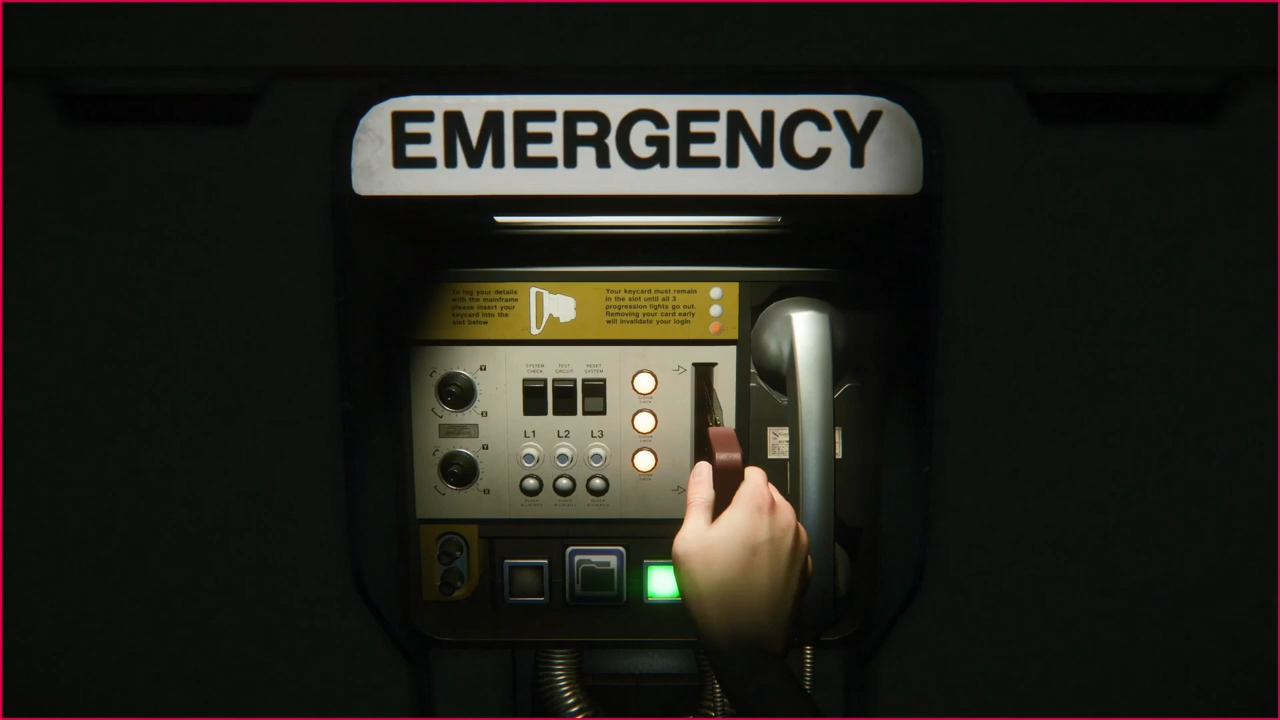 EMERGENCY
To log your details
with the mainframe
please insert your
keycard into the
slot below
Your keycard must remain
in the slot until all 3
progression lights go out.
Removing your card early
will invalidate your login
SYSTEM
CHECK
TEST
CIRCUIT
RESET
SYSTEM
Y
X
L1
L2
L3
Y
X